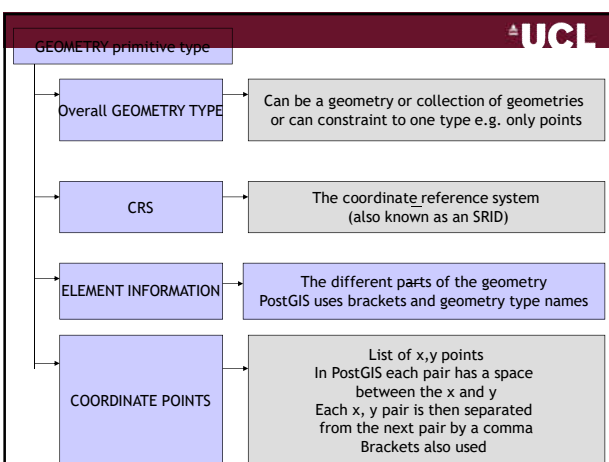 UCL
GEOMETRY primitive type
Overall GEOMETRY TYPE
Can be a geometry or collection of geometries
or can constraint to one type e.g. only points
CRS
The coordinate reference system
(also known as an SRID)
ELEMENT INFORMATION
The different parts of the geometry
PostGIS uses brackets and geometry type names
COORDINATE POINTS
List of x,y points
In PostGIS each pair has a space
between the x and y
Each x, y pair is then separated
from the next pair by a comma
Brackets also used